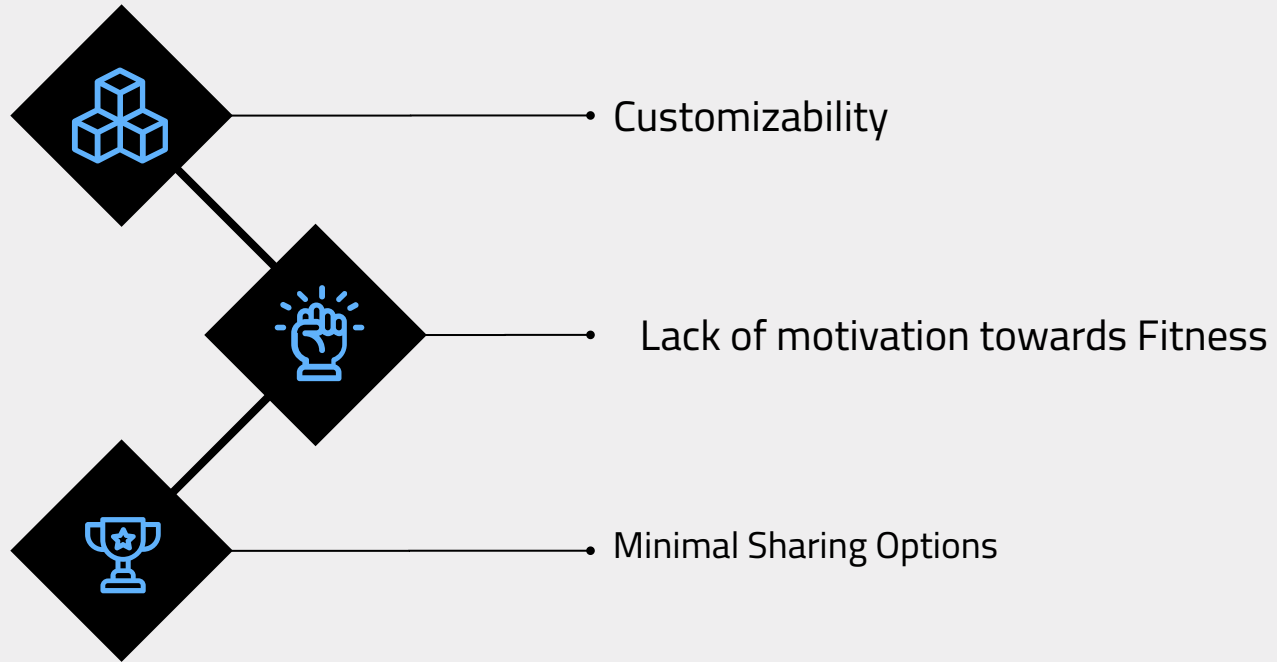 Customizability
Lack of motivation towards Fitness
Minimal Sharing Options